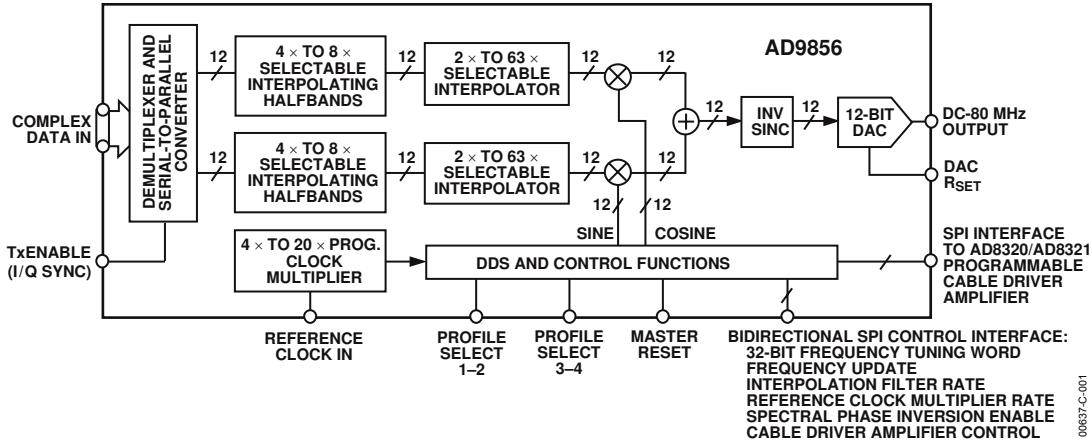 AD9856
COMPLEX
DATA IN
DEMULTIPLEXER AND
SERIAL-TO-PARALLEL
CONVERTER
12
4 × TO 8 ×
SELECTABLE
INTERPOLATING
HALFBANDS
12
2 × TO 63 ×
SELECTABLE
INTERPOLATOR
12
12
12
INV
SINC
12
12-BIT
DAC
DC-80 MHz
OUTPUT
DAC
RSET
12
4 × TO 8 ×
SELECTABLE
INTERPOLATING
HALFBANDS
12
2 × TO 63 ×
SELECTABLE
INTERPOLATOR
12
12
12
12
SINE
COSINE
TxENABLE
(I/Q SYNC)
4 × TO 20 × PROG.
CLOCK
MULTIPLIER
DDS AND CONTROL FUNCTIONS
SPI INTERFACE
TO AD8320/AD8321
PROGRAMMABLE
CABLE DRIVER
AMPLIFIER
REFERENCE
CLOCK IN
PROFILE
SELECT
1–2
PROFILE
SELECT
3–4
MASTER
RESET
BIDIRECTIONAL SPI CONTROL INTERFACE:
32-BIT FREQUENCY TUNING WORD
FREQUENCY UPDATE
INTERPOLATION FILTER RATE
REFERENCE CLOCK MULTIPLIER RATE
SPECTRAL PHASE INVERSION ENABLE
CABLE DRIVER AMPLIFIER CONTROL
00637-C-001